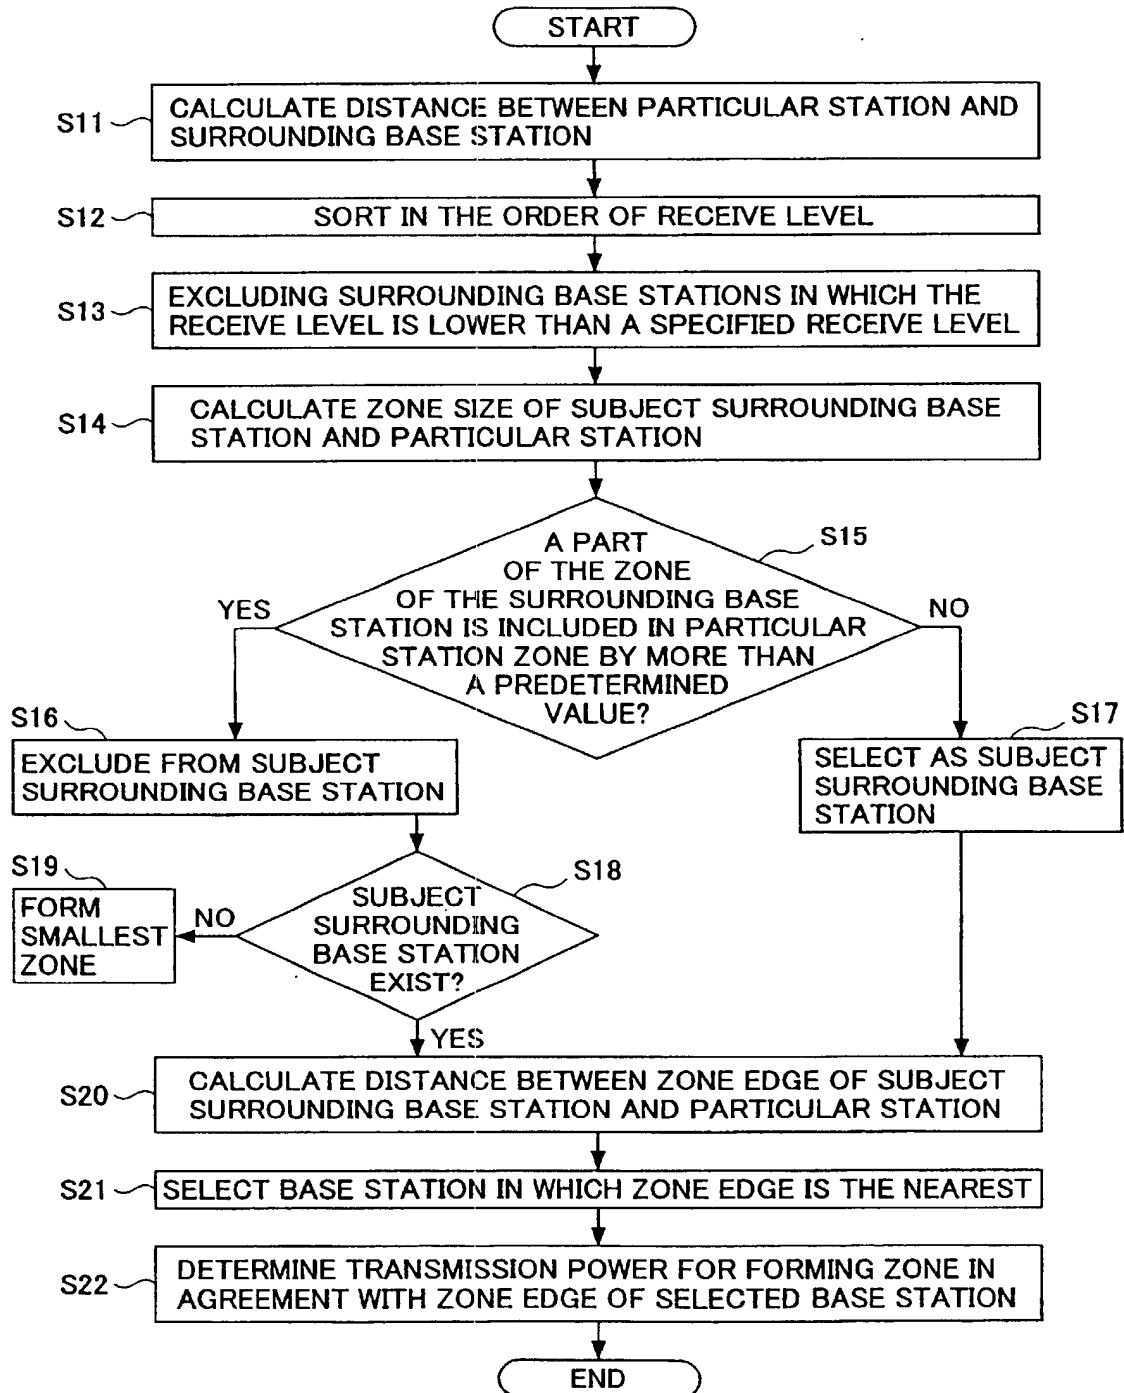 START
S11
CALCULATE DISTANCE BETWEEN PARTICULAR STATION AND
SURROUNDING BASE STATION
S12
SORT IN THE ORDER OF RECEIVE LEVEL
S13
EXCLUDING SURROUNDING BASE STATIONS IN WHICH THE
RECEIVE LEVEL IS LOWER THAN A SPECIFIED RECEIVE LEVEL
S14
CALCULATE ZONE SIZE OF SUBJECT SURROUNDING BASE
STATION AND PARTICULAR STATION
S15
A PART
OF THE ZONE
OF THE SURROUNDING BASE
STATION IS INCLUDED IN PARTICULAR
STATION ZONE BY MORE THAN
A PREDETERMINED
VALUE?
YES
NO
S16
EXCLUDE FROM SUBJECT
SURROUNDING BASE STATION
S17
SELECT AS SUBJECT
SURROUNDING BASE
STATION
S18
SUBJECT
SURROUNDING
BASE STATION
EXIST?
NO
YES
S19
FORM
SMALLEST
ZONE
S20
CALCULATE DISTANCE BETWEEN ZONE EDGE OF SUBJECT
SURROUNDING BASE STATION AND PARTICULAR STATION
S21
SELECT BASE STATION IN WHICH ZONE EDGE IS THE NEAREST
S22
DETERMINE TRANSMISSION POWER FOR FORMING ZONE IN
AGREEMENT WITH ZONE EDGE OF SELECTED BASE STATION
END